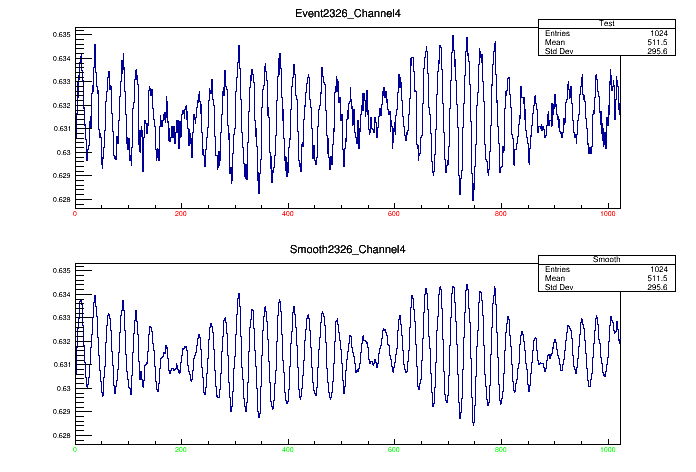 Event2326_Channel4
Test
Entries 1024
Mean 511.5
Std Dev 295.6
0.635
0.634
0.633
0.632
0.631
0.63
0.629
0.628
0 200 400 600 800 1000
Smooth2326_Channel4
Smooth
Entries 1024
Mean 511.5
Std Dev 295.6
0.635
0.634
0.633
0.632
0.631
0.63
0.629
0.628
0 200 400 600 800 1000